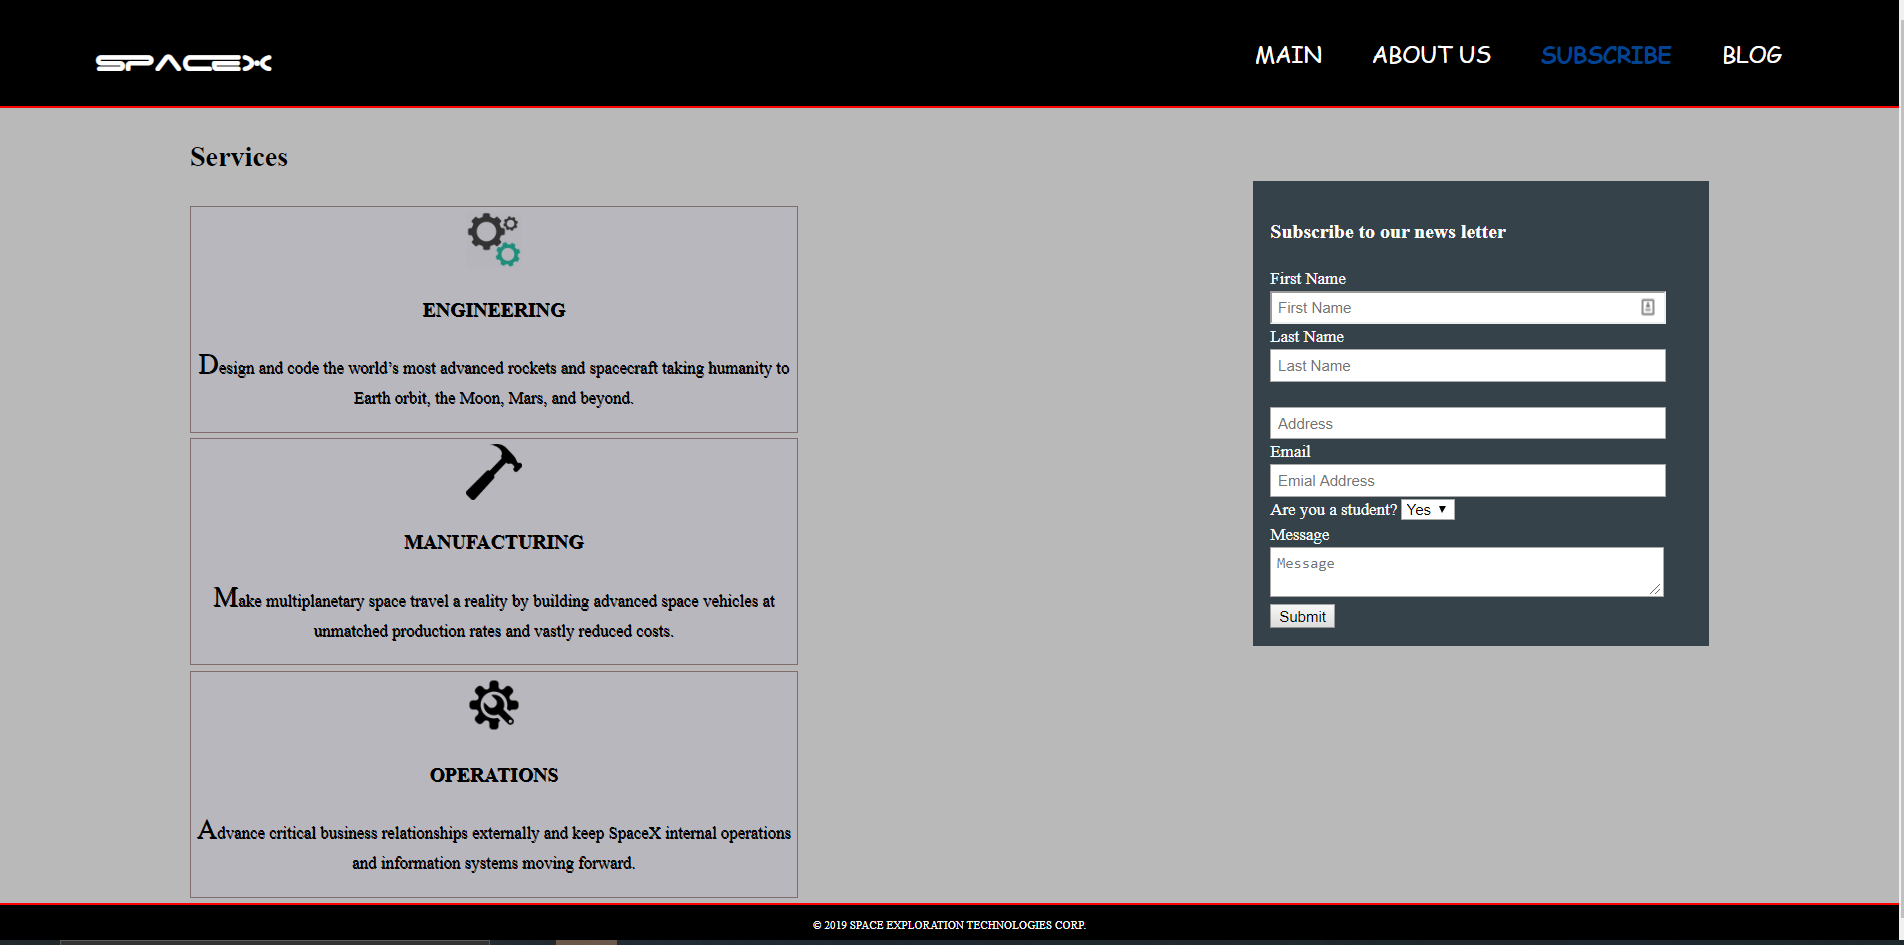 SPACEX
MAIN ABOUT US SUBSCRIBE BLOG
Services
ENGINEERING
Design and code the world’s most advanced rockets and spacecraft taking humanity to
Earth orbit, the Moon, Mars, and beyond.
MANUFACTURING
Make multiplanetary space travel a reality by building advanced space vehicles at
unmatched production rates and vastly reduced costs.
OPERATIONS
Advance critical business relationships externally and keep SpaceX internal operations
and information systems moving forward.
Subscribe to our news letter
First Name
First Name
Last Name
Last Name
Address
Email
Emial Address
Are you a student? Yes
Message
Message
Submit
© 2019 SPACE EXPLORATION TECHNOLOGIES CORP.